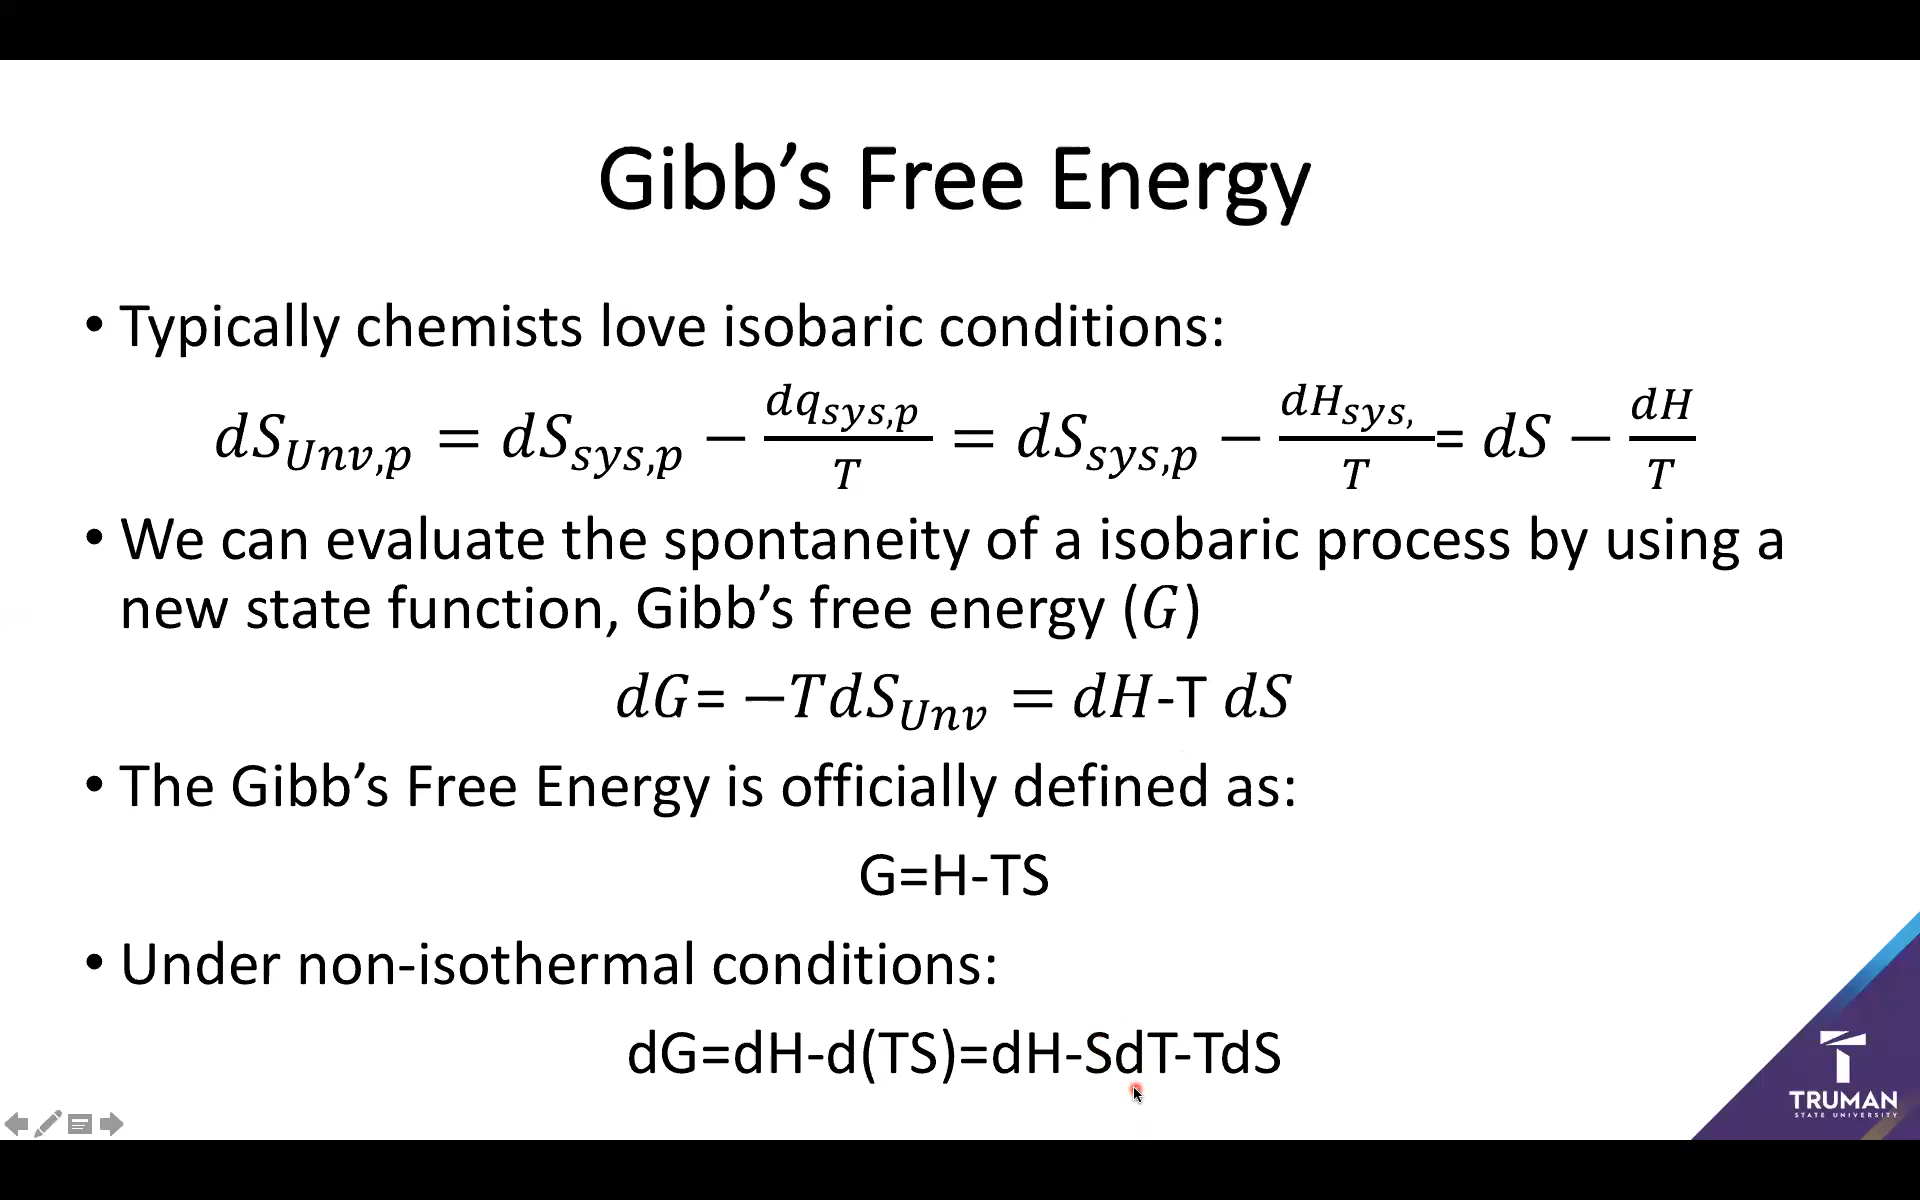 Gibb’s Free Energy
• Typically chemists love isobaric conditions:
$dS_{Unv,p} = dS_{sys,p} - \frac{dq_{sys,p}}{T} = dS_{sys,p} - \frac{dH_{sys,}}{T} = dS - \frac{dH}{T}$
• We can evaluate the spontaneity of a isobaric process by using a
new state function, Gibb’s free energy ($G$)
$dG = -TdS_{Unv} = dH$-T $dS$
• The Gibb’s Free Energy is officially defined as:
G=H-TS
• Under non-isothermal conditions:
dG=dH-d(TS)=dH-SdT-TdS
TRUMAN
STATE UNIVERSITY